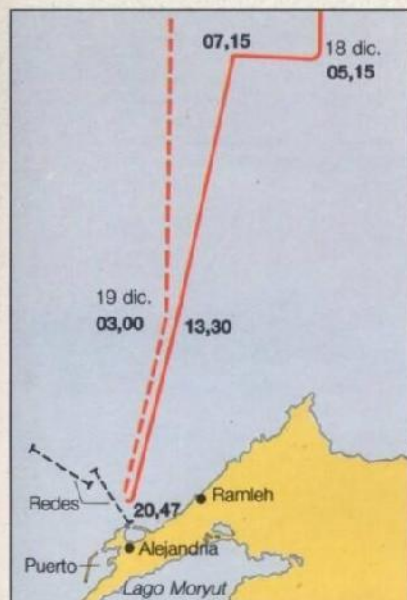 07,15
18 dic.
05,15
19 dic.
03,00
13,30
Redes
20,47
Ramleh
Alejandría
Puerto
Lago Moryut